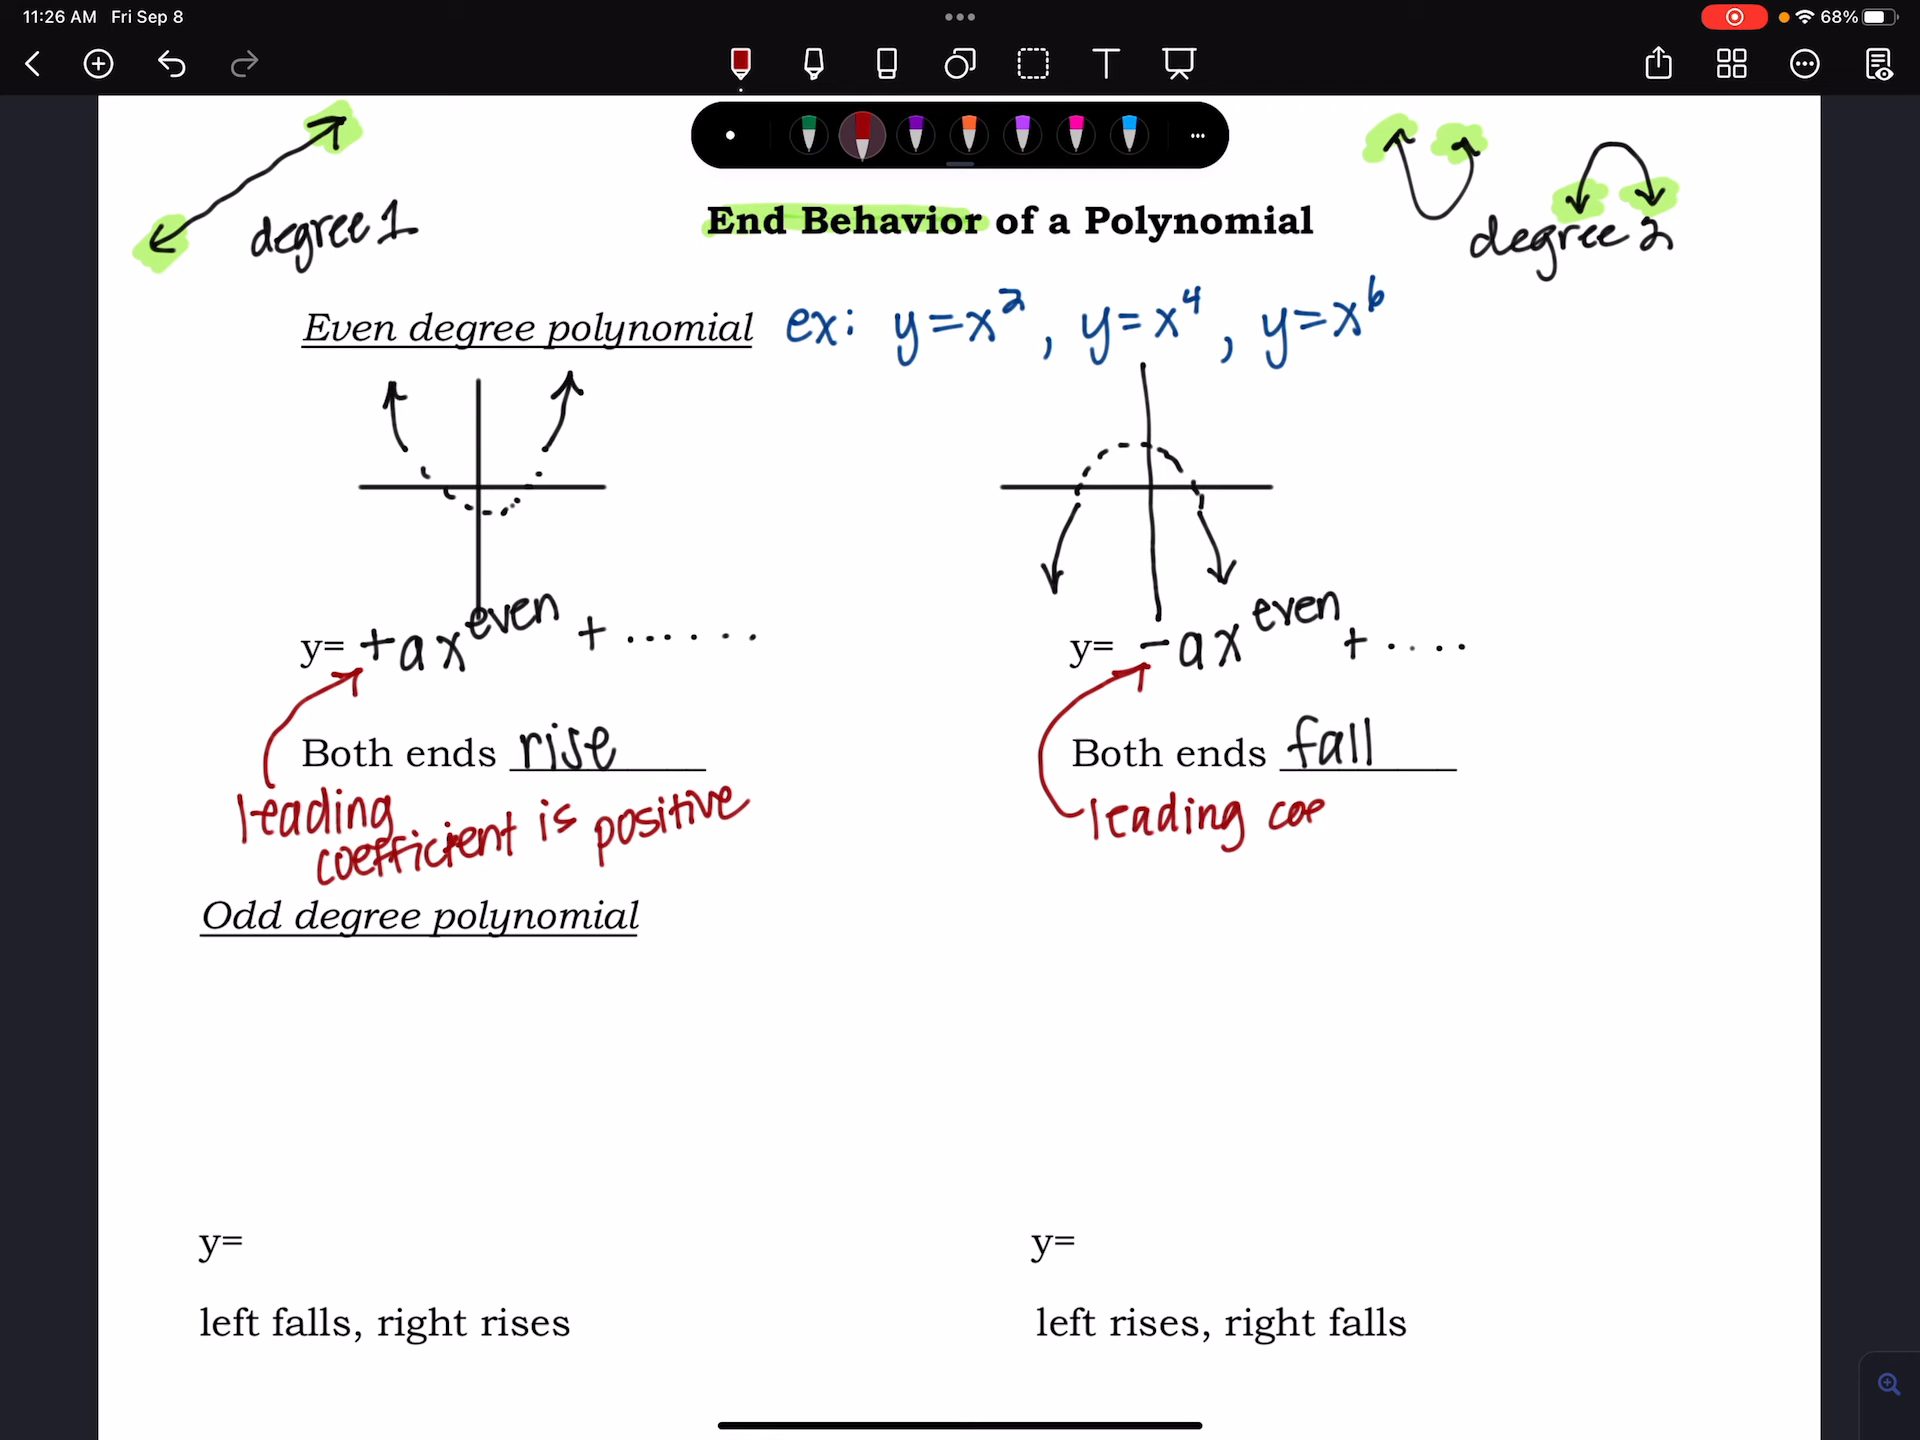 11:26 AM Fri Sep 8
68%
T
degree 1
End Behavior of a Polynomial
degree 2
Even degree polynomial ex: y=x², y=x⁴, y=x⁶
y= +ax^even + ......
y= -ax^even + ....
Both ends rise
Both ends fall
leading
coefficient is positive
leading coe
Odd degree polynomial
y=
y=
left falls, right rises
left rises, right falls